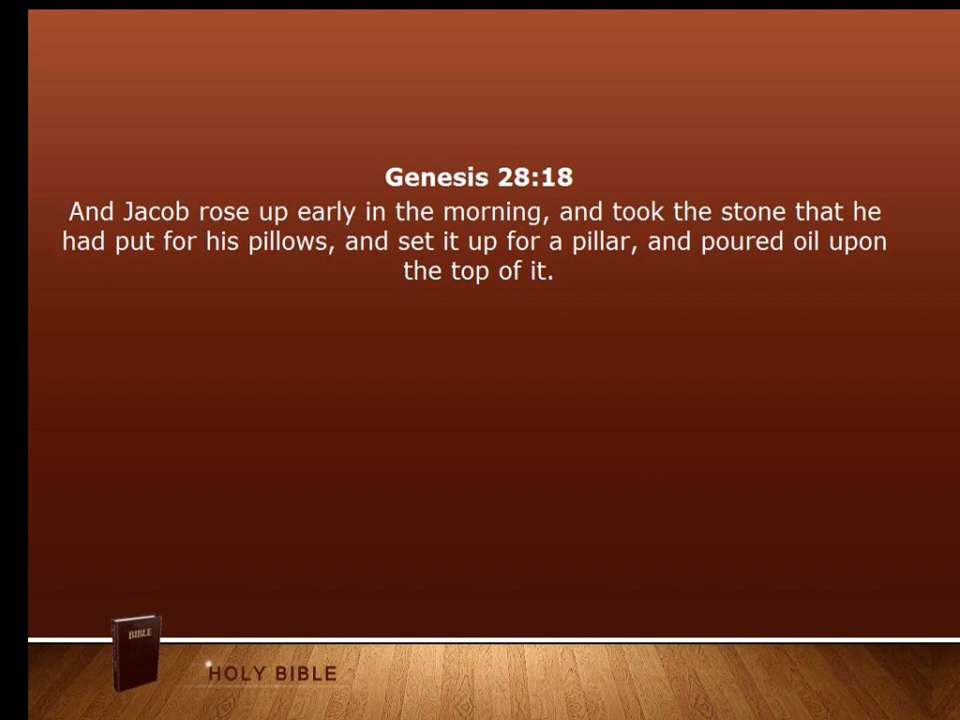 Genesis 28:18
And Jacob rose up early in the morning, and took the stone that he
had put for his pillows, and set it up for a pillar, and poured oil upon
the top of it.
BIBLE
HOLY BIBLE